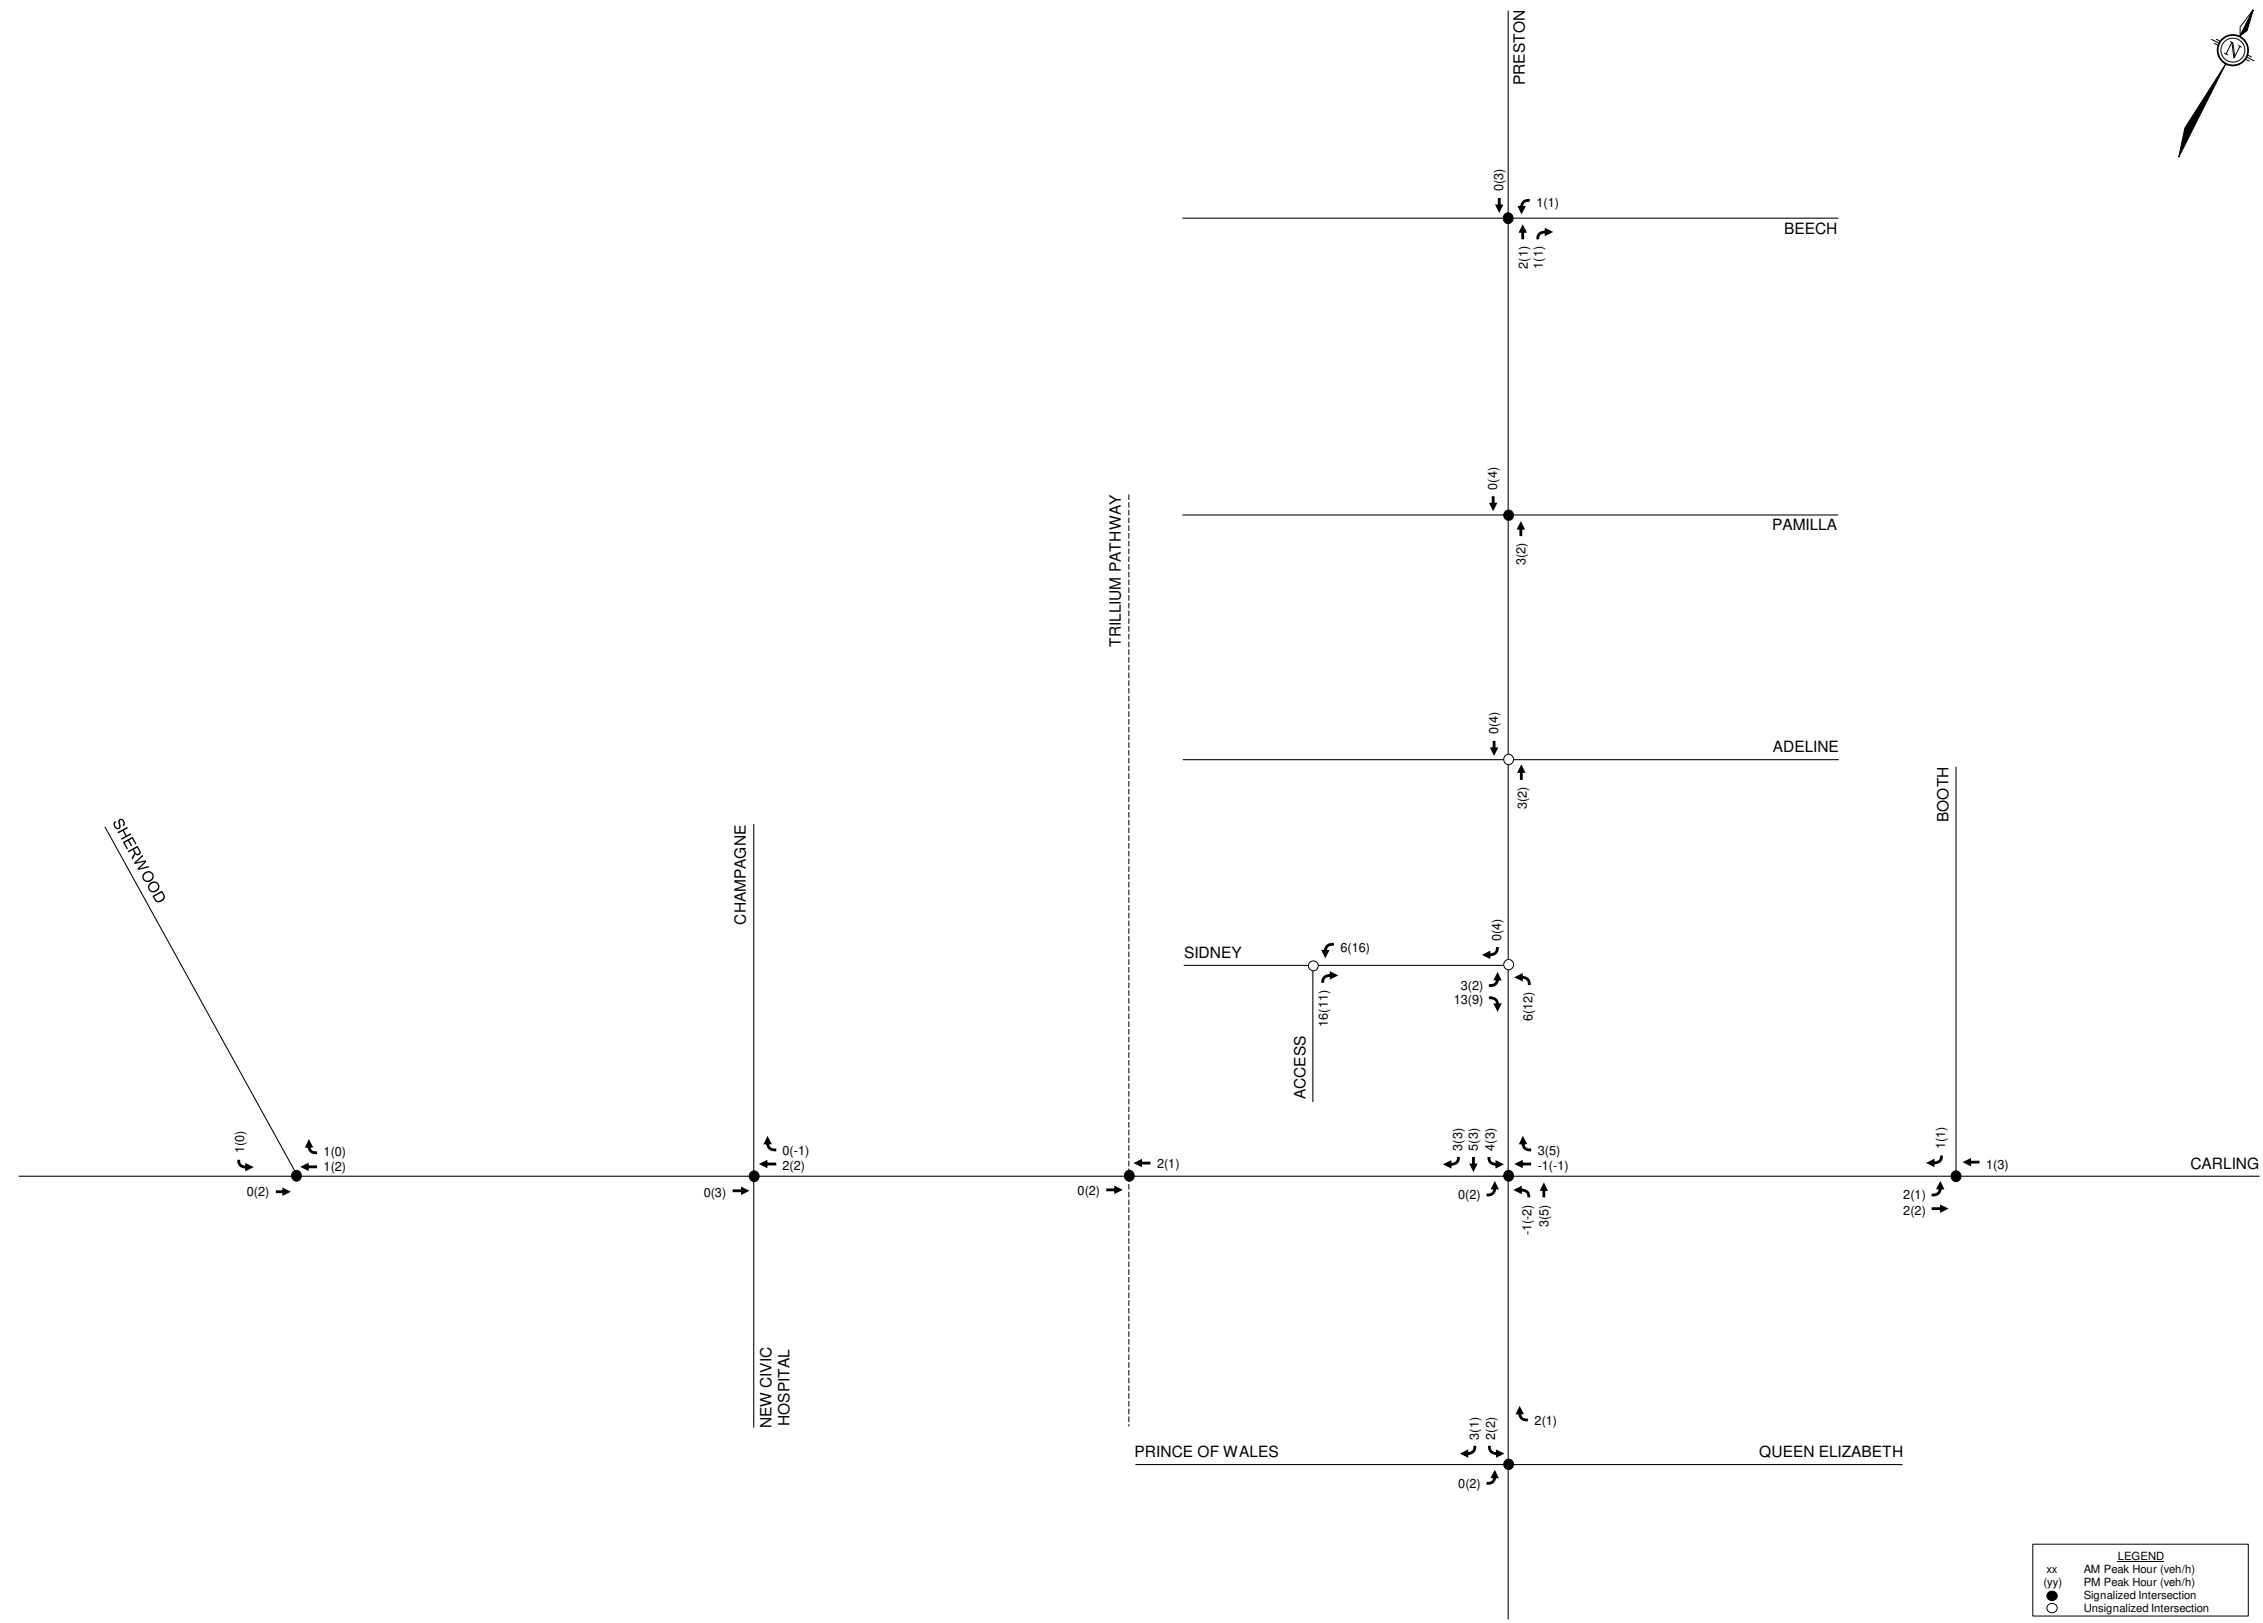 PRESTON
N
0(3)
1(1)
BEECH
2(1)
1(1)
0(4)
PAMILLA
3(2)
TRILLIUM PATHWAY
0(4)
ADELINE
3(2)
BOOTH
SHERWOOD
CHAMPAGNE
SIDNEY
6(16)
0(4)
3(2)
13(9)
6(12)
16(11)
ACCESS
1(0)
1(0)
1(2)
0(2)
0(-1)
2(2)
0(3)
2(1)
0(2)
3(3)
5(3)
4(3)
3(5)
-1(-1)
0(2)
-1(-2)
3(5)
1(1)
1(3)
CARLING
2(1)
2(2)
NEW CIVIC
HOSPITAL
PRINCE OF WALES
3(1)
2(2)
2(1)
QUEEN ELIZABETH
0(2)
LEGEND
xx AM Peak Hour (veh/h)
(yy) PM Peak Hour (veh/h)
Signalized Intersection
Unsignalized Intersection